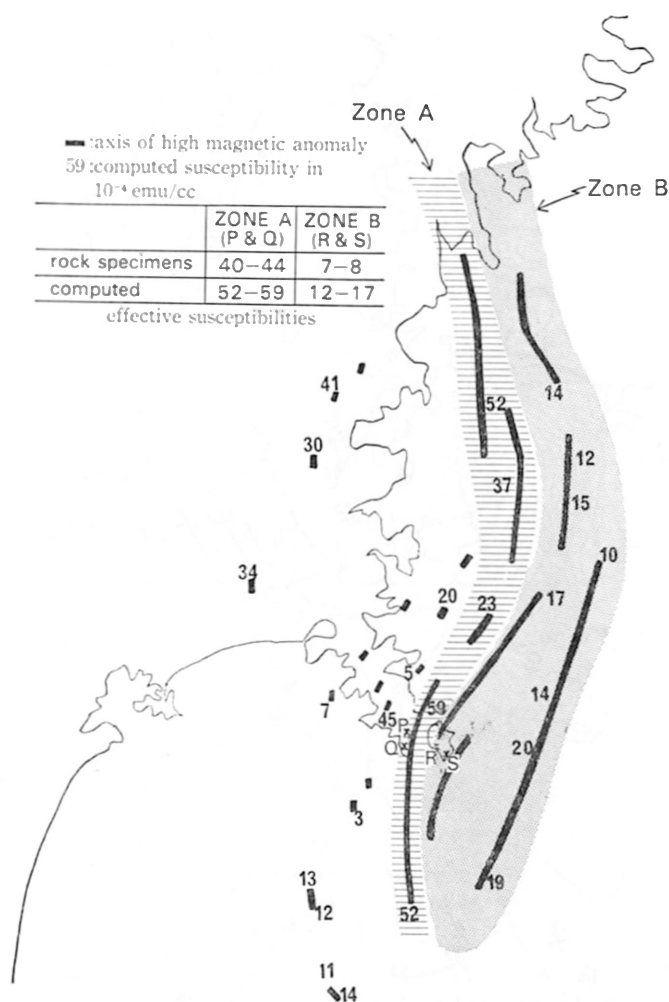 Zone A
Zone B
▬ :axis of high magnetic anomaly
59 :computed susceptibility in
10⁻⁴ emu/cc
ZONE A ZONE B
(P & Q) (R & S)
rock specimens 40–44 7–8
computed 52–59 12–17
effective susceptibilities
41
14
52
30
12
37
15
10
34
17
20
23
5
14
7
59
45
P
Q
R
S
20
3
13
19
12
52
11
14